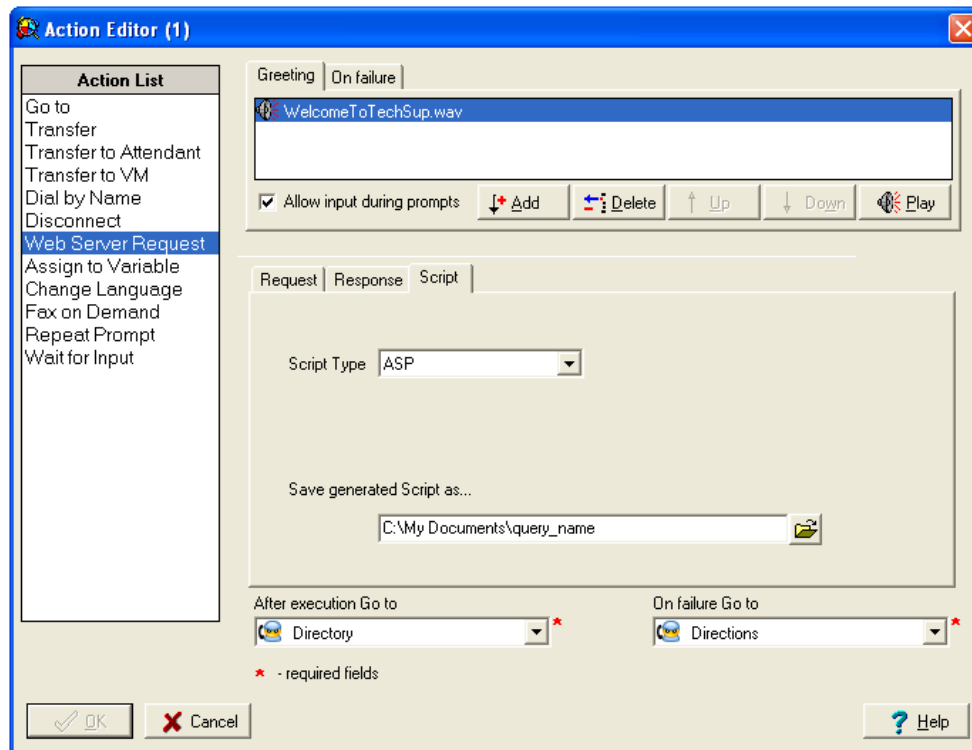 Action Editor (1)
Action List
Go to
Transfer
Transfer to Attendant
Transfer to VM
Dial by Name
Disconnect
Web Server Request
Assign to Variable
Change Language
Fax on Demand
Repeat Prompt
Wait for Input
Greeting On failure
WelcomeToTechSup.wav
Allow input during prompts Add Delete Up Down Play
Request Response Script
Script Type ASP
Save generated Script as...
C:\My Documents\query_name
After execution Go to On failure Go to
Directory * Directions *
* - required fields
OK Cancel Help